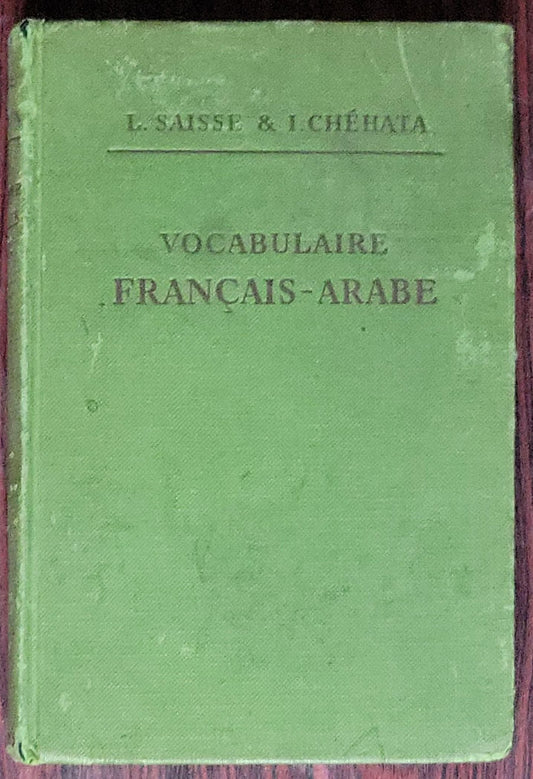 L. SAISSE & I. CHÉHATA
VOCABULAIRE
FRANÇAIS-ARABE